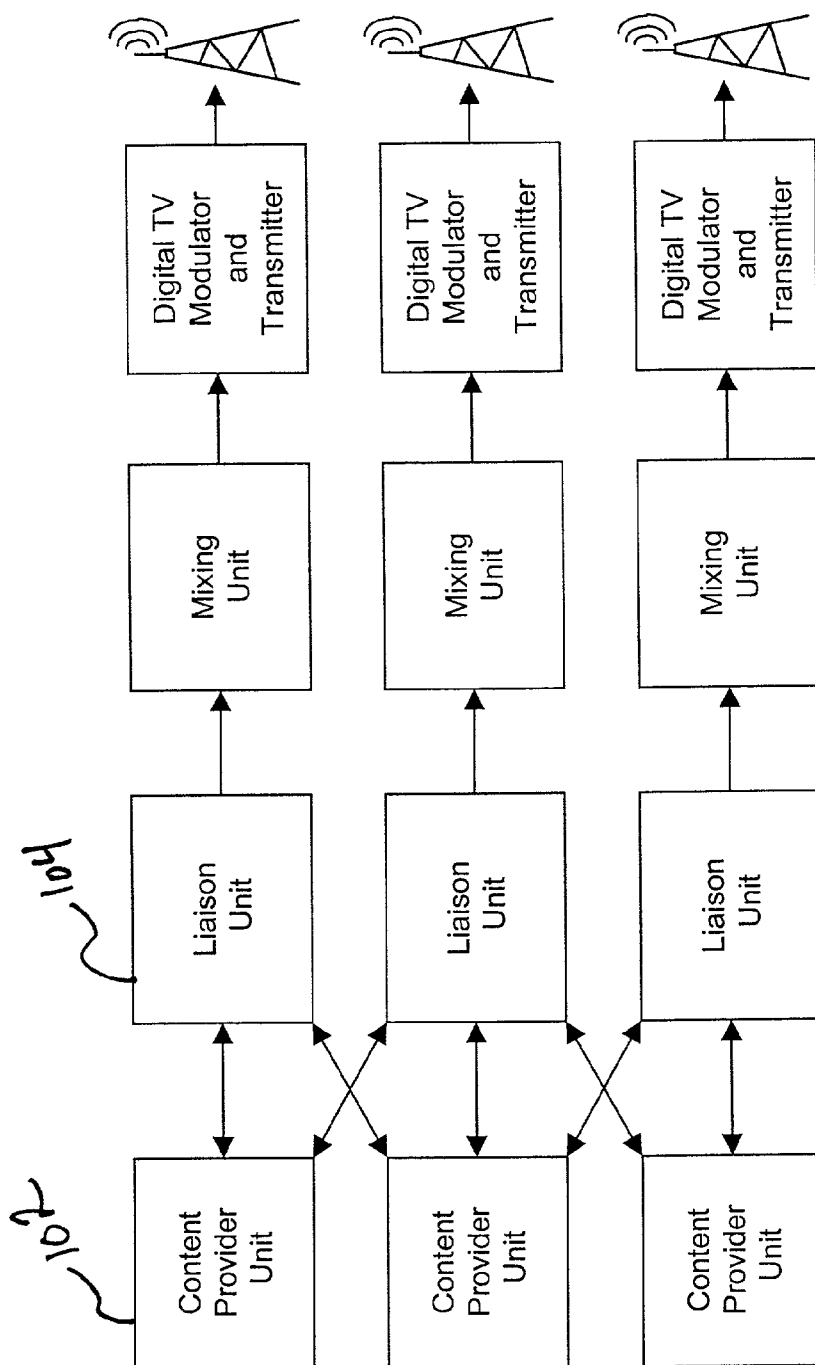 102
104
Content
Provider
Unit
Liaison
Unit
Mixing
Unit
Digital TV
Modulator
and
Transmitter
Content
Provider
Unit
Liaison
Unit
Mixing
Unit
Digital TV
Modulator
and
Transmitter
Content
Provider
Unit
Liaison
Unit
Mixing
Unit
Digital TV
Modulator
and
Transmitter